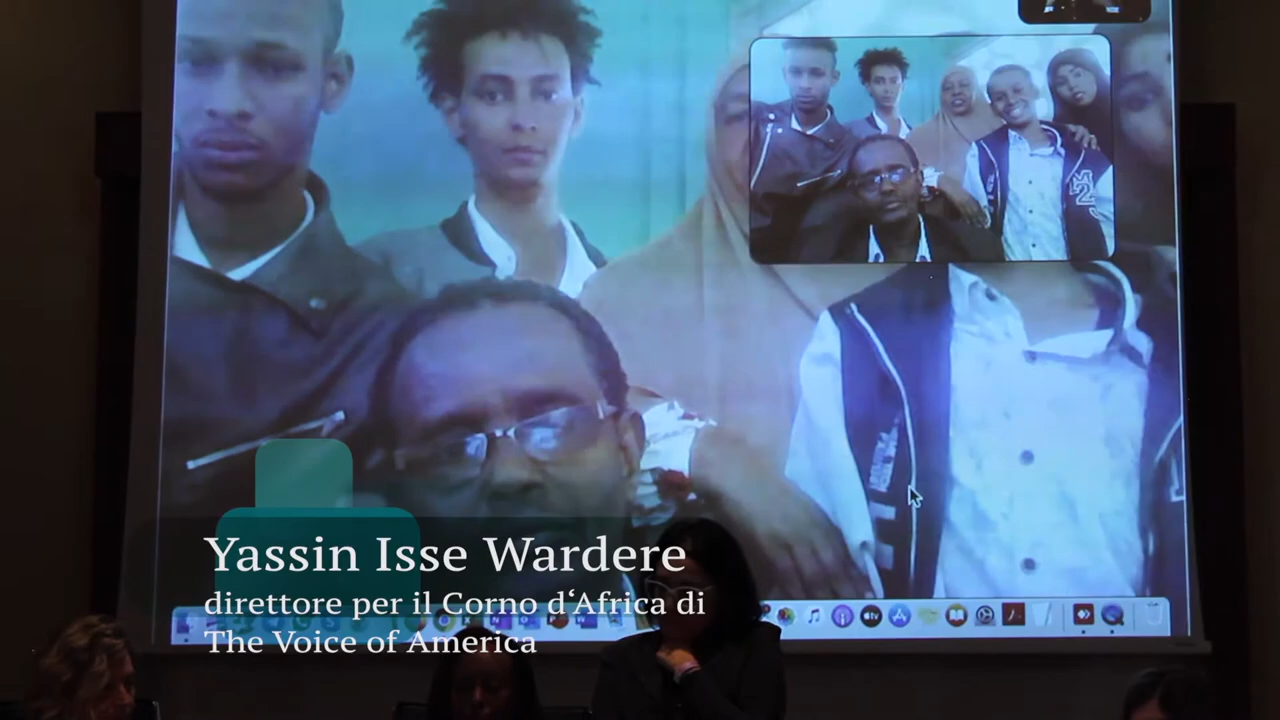 Yassin Isse Wardere
direttore per il Corno d‘Africa di
The Voice of America